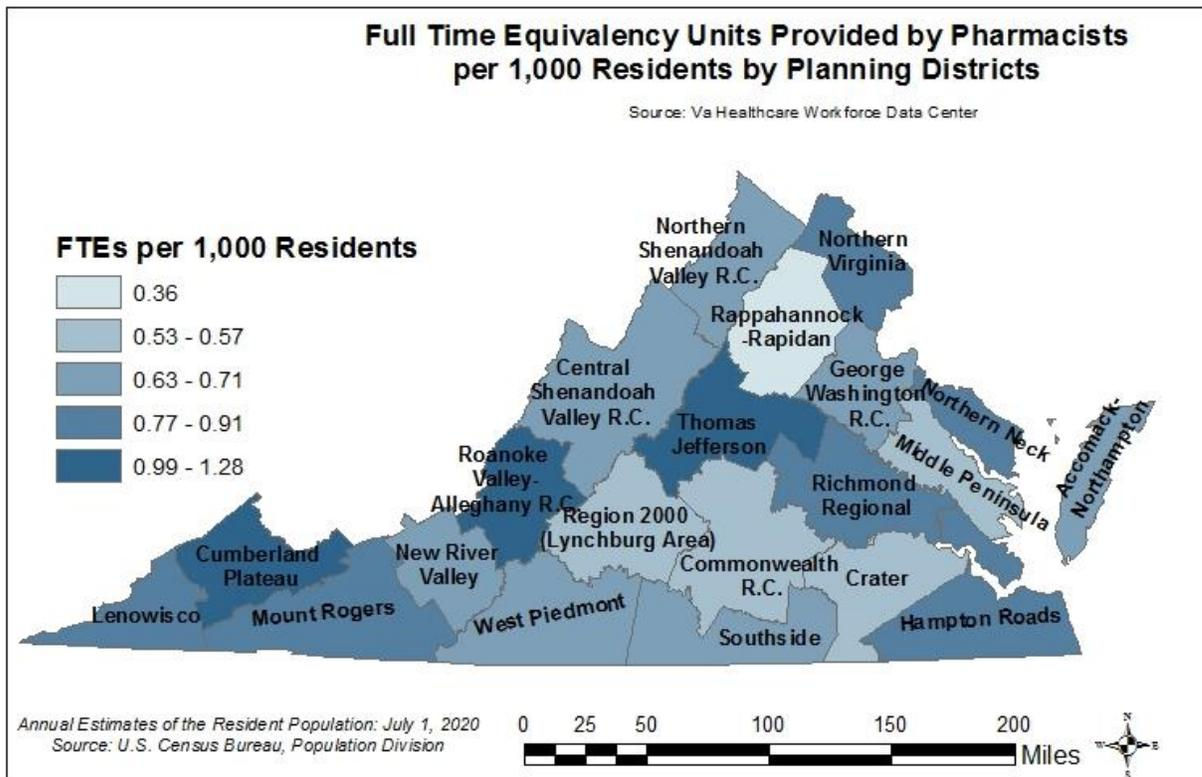 Full Time Equivalency Units Provided by Pharmacists
per 1,000 Residents by Planning Districts
Source: Va Healthcare Workforce Data Center
FTEs per 1,000 Residents
0.36
0.53 - 0.57
0.63 - 0.71
0.77 - 0.91
0.99 - 1.28
Northern
Shenandoah
Valley R.C.
Northern
Virginia
Rappahannock
-Rapidan
Central
Shenandoah
Valley R.C.
George
Washington
R.C.
Northern Neck
Thomas
Jefferson
Middle Peninsula
Accomack-
Northampton
Roanoke
Valley-
Alleghany R.C.
Richmond
Regional
Region 2000
(Lynchburg Area)
Cumberland
Plateau
New River
Valley
Commonwealth
R.C.
Crater
Lenowisco
Mount Rogers
West Piedmont
Southside
Hampton Roads
Annual Estimates of the Resident Population: July 1, 2020
Source: U.S. Census Bureau, Population Division
0 25 50 100 150 200
Miles
N
W E
S